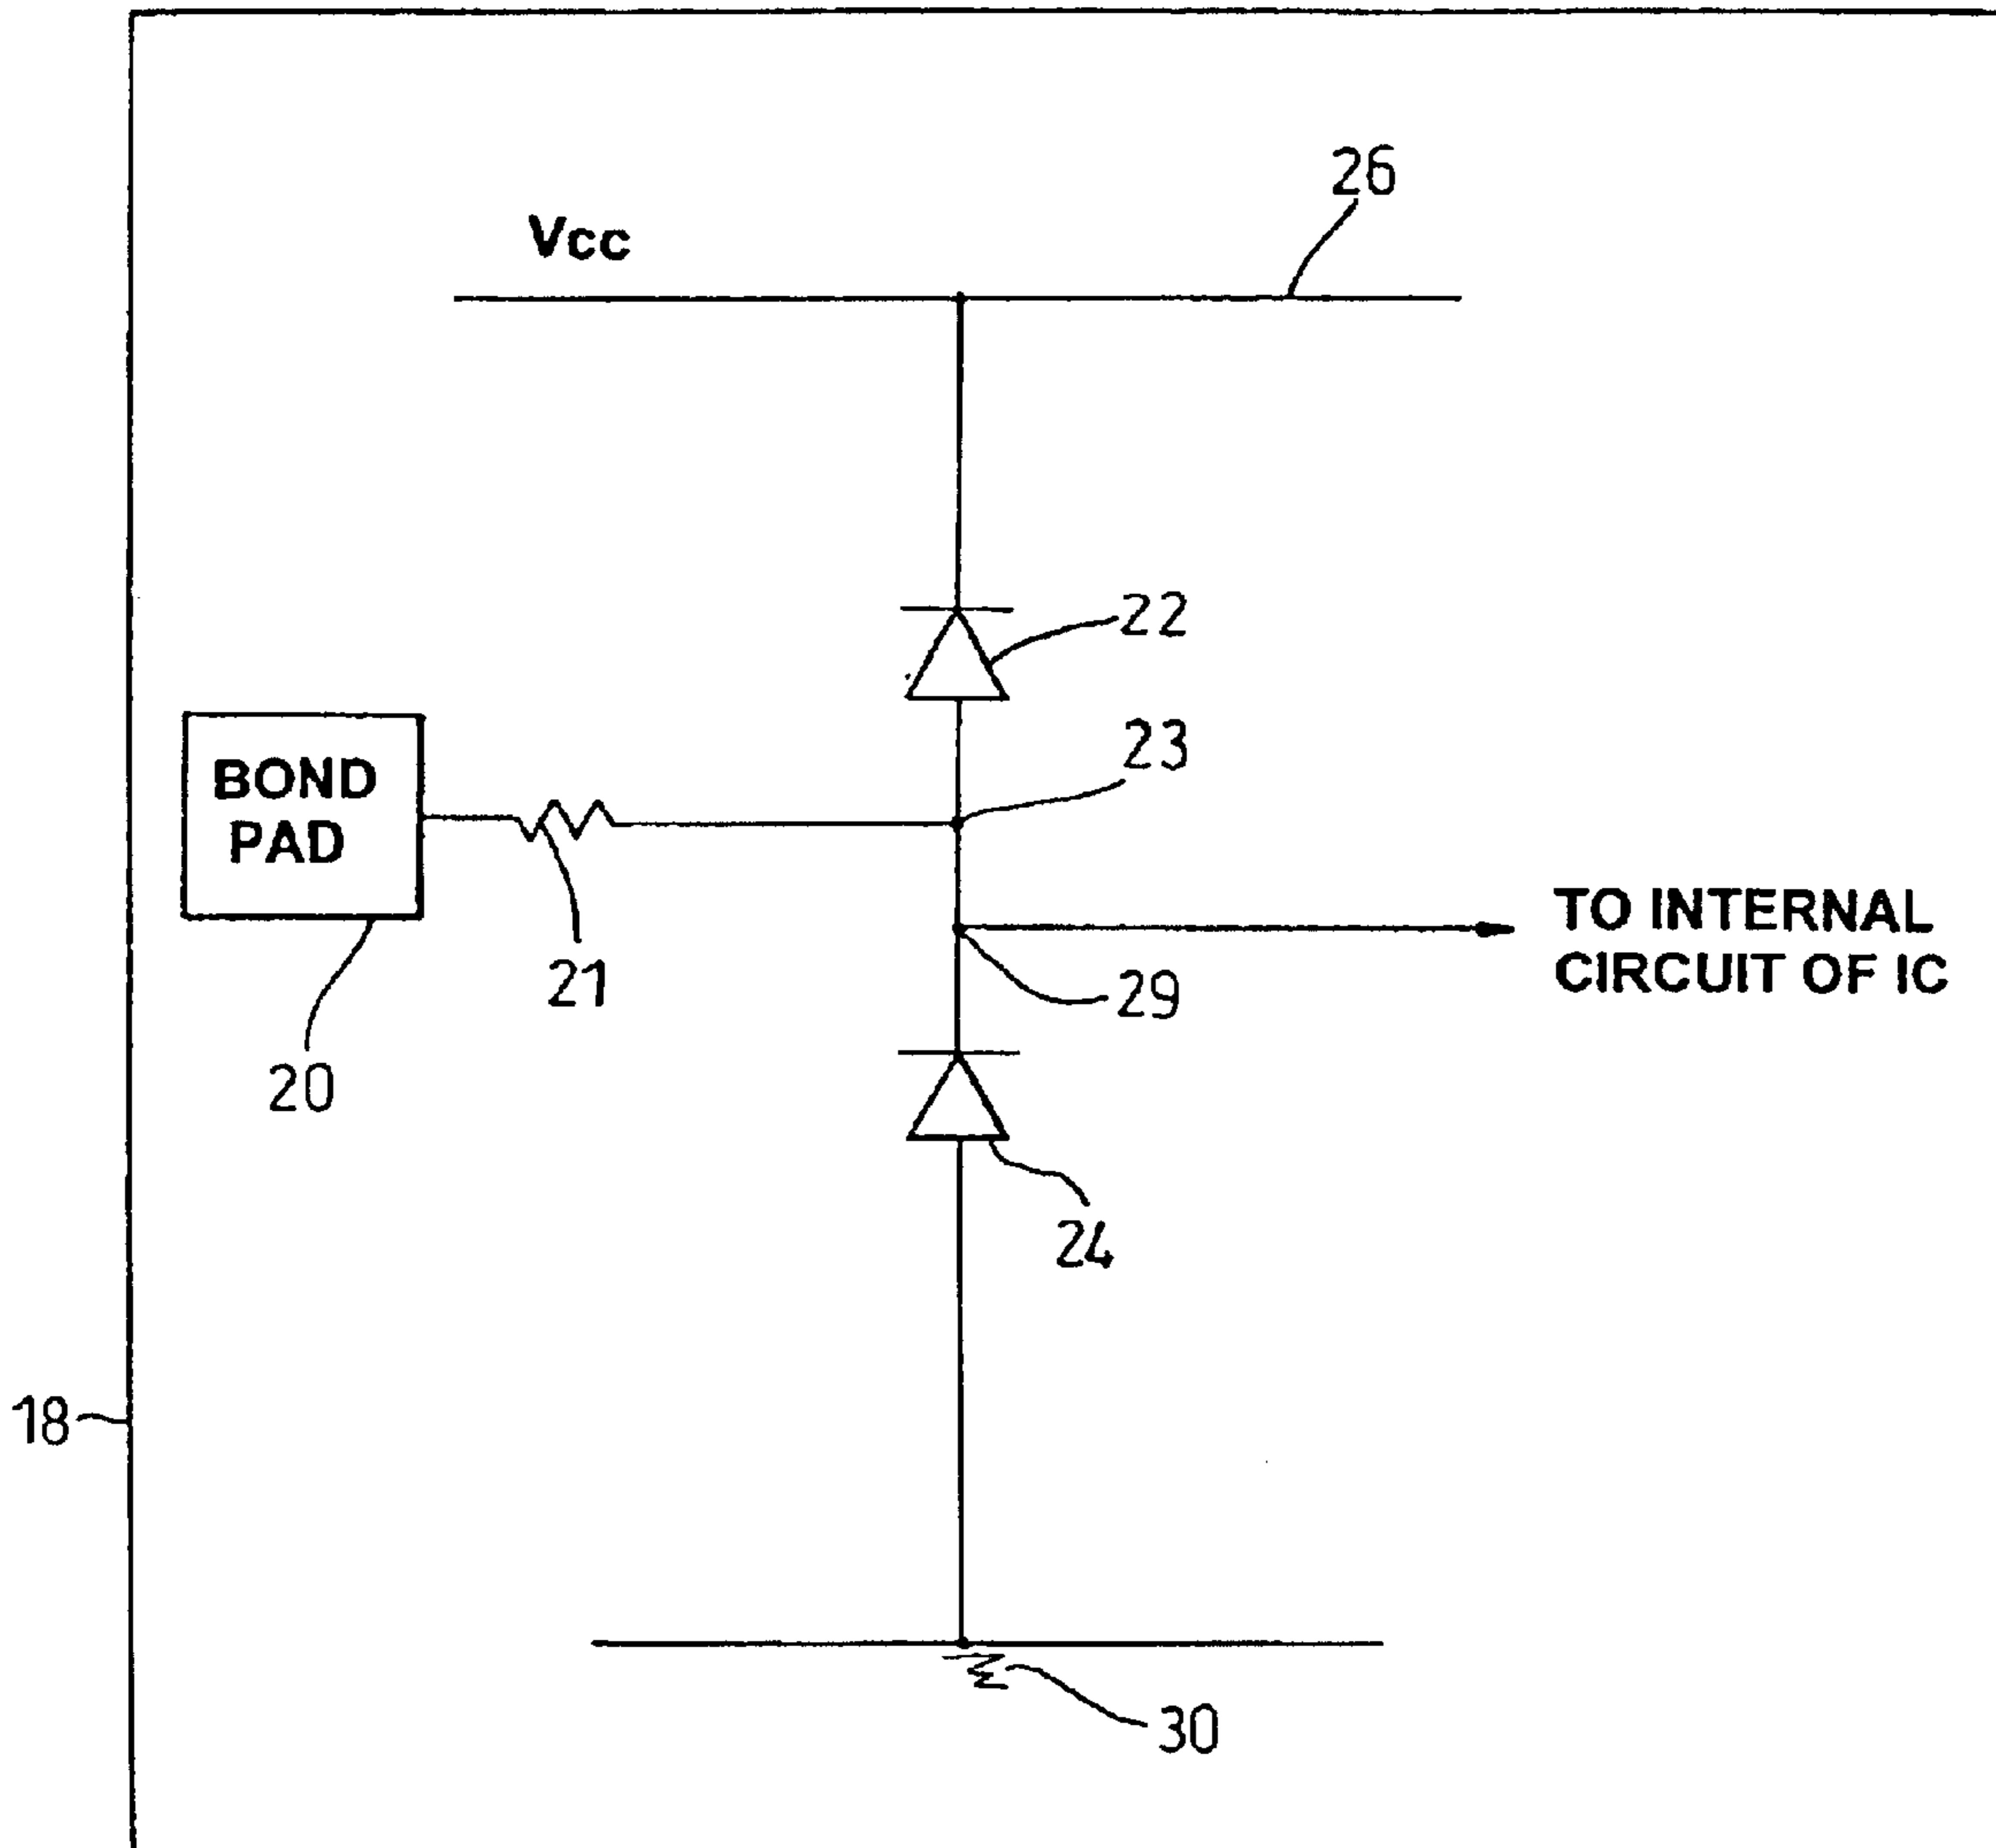 26
Vcc
22
23
BOND
PAD
TO INTERNAL
CIRCUIT OF IC
21
29
20
24
18
30